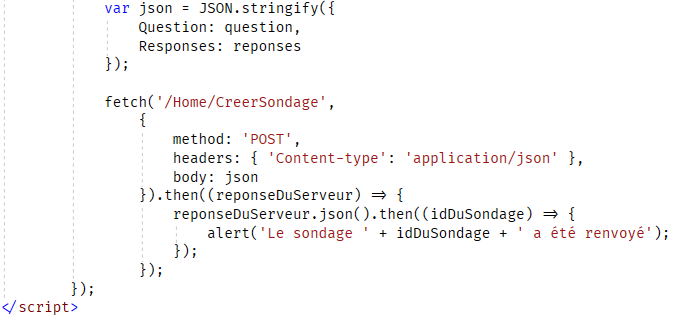 var json = JSON.stringify({
Question: question,
Responses: reponses
});
fetch('/Home/CreerSondage',
{
method: 'POST',
headers: { 'Content-type': 'application/json' },
body: json
}).then((reponseDuServeur) => {
reponseDuServeur.json().then((idDuSondage) => {
alert('Le sondage ' + idDuSondage + ' a été renvoyé');
});
});
});
</script>